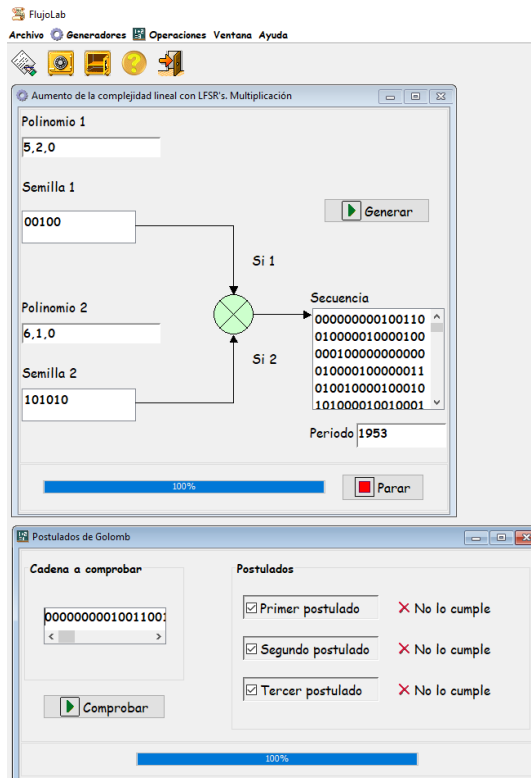 FlujoLab
Archivo Generadores Operaciones Ventana Ayuda
Aumento de la complejidad lineal con LFSR's. Multiplicación
Polinomio 1
5,2,0
Semilla 1
00100
Generar
Si 1
Polinomio 2
6,1,0
Si 2
Semilla 2
101010
Secuencia
000000000100110
010000010000100
000100000000000
010000100000011
010010000100010
101000010010001
Periodo 1953
100%
Parar
Postulados de Golomb
Cadena a comprobar
0000000001001100
Comprobar
Postulados
Primer postulado No lo cumple
Segundo postulado No lo cumple
Tercer postulado No lo cumple
100%